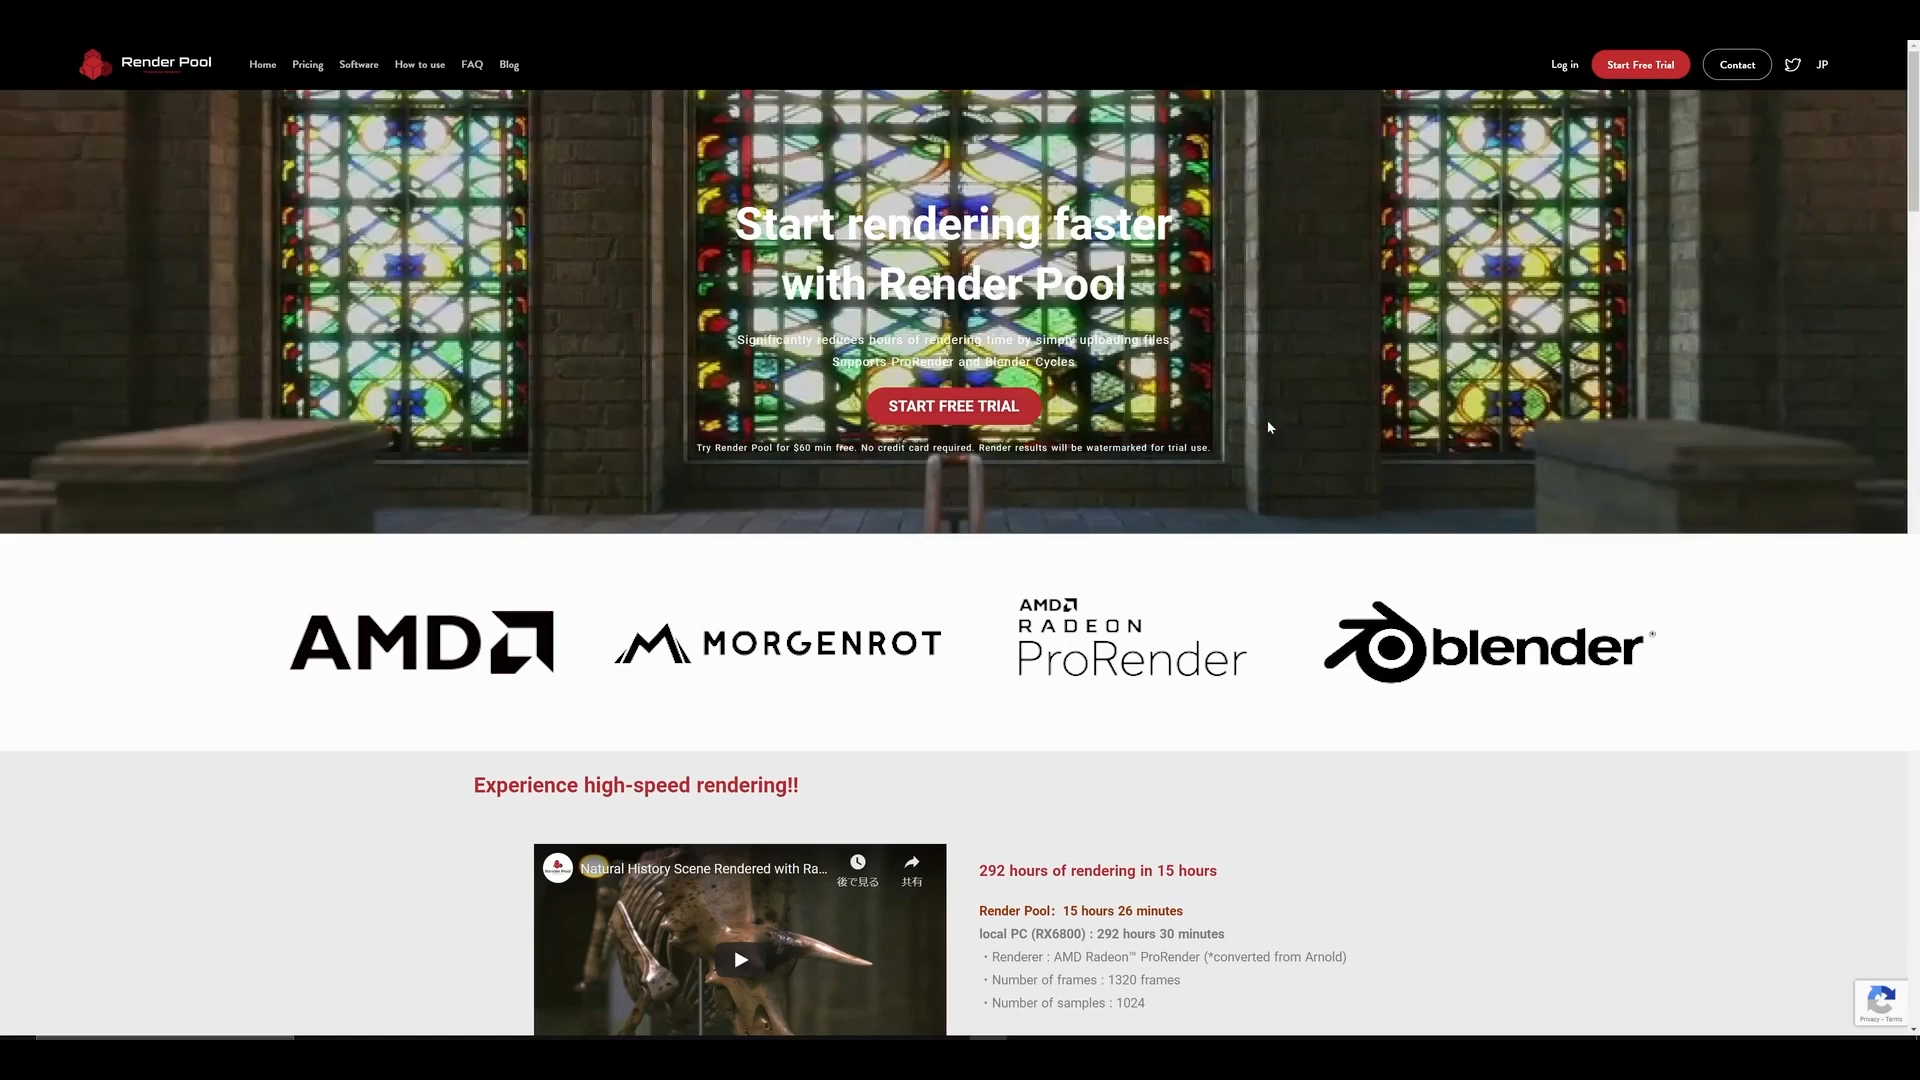 Render Pool
Home Pricing Software How to use FAQ Blog
Log in Start Free Trial Contact JP
Start rendering faster
with Render Pool
Significantly reduces hours of rendering time by simply uploading files.
Supports ProRender and Blender Cycles
START FREE TRIAL
Try Render Pool for $60 min free. No credit card required. Render results will be watermarked for trial use.
AMD
MORGENROT
AMD
RADEON
ProRender
blender
Experience high-speed rendering!!
Natural History Scene Rendered with Ra...
後で見る 共有
292 hours of rendering in 15 hours
Render Pool：15 hours 26 minutes
local PC (RX6800) : 292 hours 30 minutes
・Renderer : AMD Radeon™ ProRender (*converted from Arnold)
・Number of frames : 1320 frames
・Number of samples : 1024
Privacy - Terms